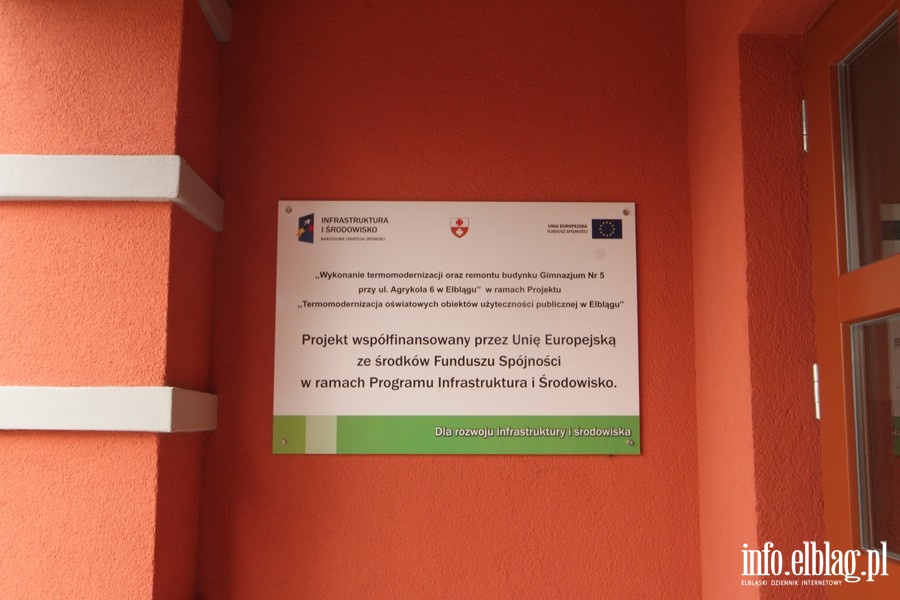 INFRASTRUKTURA
I ŚRODOWISKO
NARODOWA STRATEGIA SPÓJNOŚCI
UNIA EUROPEJSKA
FUNDUSZ SPÓJNOŚCI
,,Wykonanie termomodernizacji oraz remontu budynku Gimnazjum Nr 5
przy ul. Agrykola 6 w Elblągu” w ramach Projektu
,,Termomodernizacja oświatowych obiektów użyteczności publicznej w Elblągu”
Projekt współfinansowany przez Unię Europejską
ze środków Funduszu Spójności
w ramach Programu Infrastruktura i Środowisko.
Dla rozwoju infrastruktury i środowiska
info.elblag.pl
ELBLĄSKI DZIENNIK INTERNETOWY